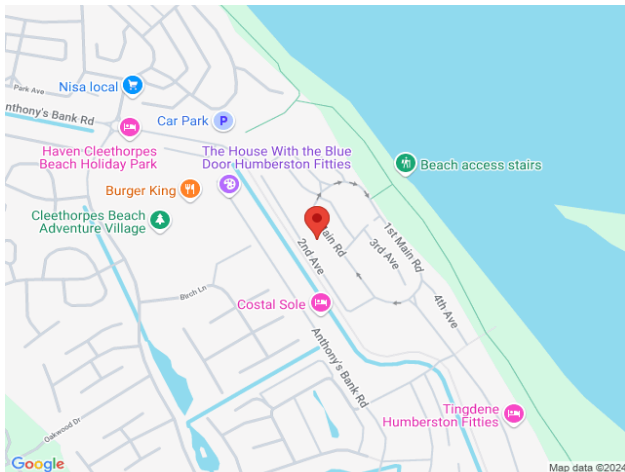 Park Ave
Nisa local
nthony's Bank Rd
Car Park
P
Haven Cleethorpes
Beach Holiday Park
The House With the Blue
Door Humberston Fitties
Beach access stairs
Burger King
Cleethorpes Beach
Adventure Village
1st Main Rd
Main Rd
3rd Ave
2nd Ave
Birch Ln
Costal Sole
4th Ave
Anthony's Bank Rd
Tingdene
Humberston Fitties
Oakwood Dr
Google
Map data ©2024